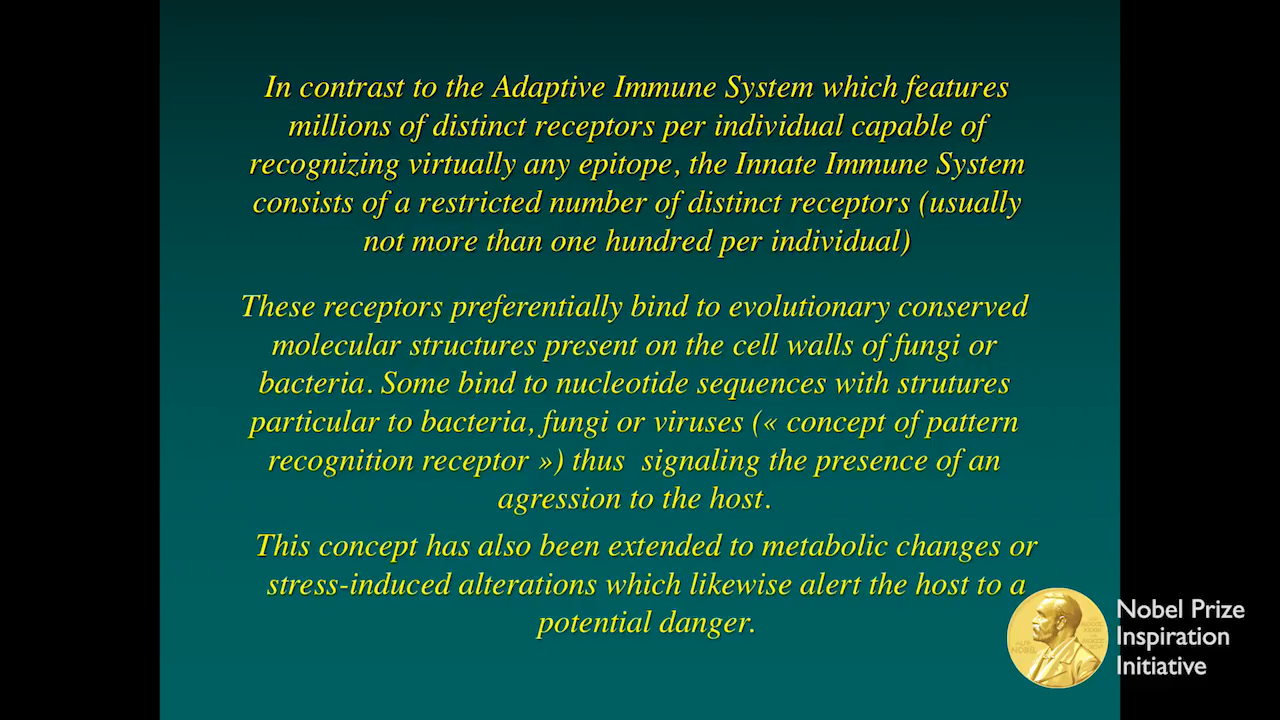 In contrast to the Adaptive Immune System which features
millions of distinct receptors per individual capable of
recognizing virtually any epitope, the Innate Immune System
consists of a restricted number of distinct receptors (usually
not more than one hundred per individual)
These receptors preferentially bind to evolutionary conserved
molecular structures present on the cell walls of fungi or
bacteria. Some bind to nucleotide sequences with strutures
particular to bacteria, fungi or viruses (« concept of pattern
recognition receptor ») thus  signaling the presence of an
agression to the host.
This concept has also been extended to metabolic changes or
stress-induced alterations which likewise alert the host to a
potential danger.
Nobel Prize
Inspiration
Initiative